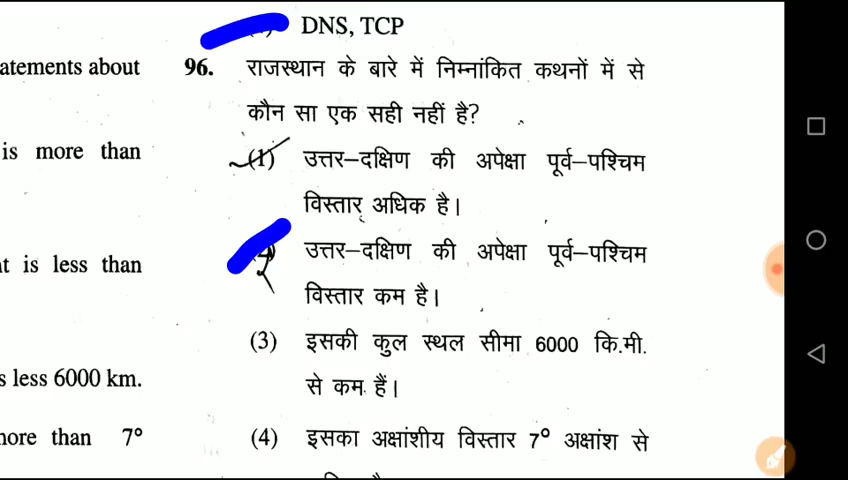 DNS, TCP
atements about
96. राजस्थान के बारे में निम्नांकित कथनों में से
कौन सा एक सही नहीं है?
is more than
(1) उत्तर–दक्षिण की अपेक्षा पूर्व–पश्चिम
विस्तार अधिक है।
उत्तर–दक्षिण की अपेक्षा पूर्व–पश्चिम
t is less than
विस्तार कम है।
(3) इसकी कुल स्थल सीमा 6000 कि.मी.
s less 6000 km.
से कम हैं।
nore than 7°
(4) इसका अक्षांशीय विस्तार 7° अक्षांश से